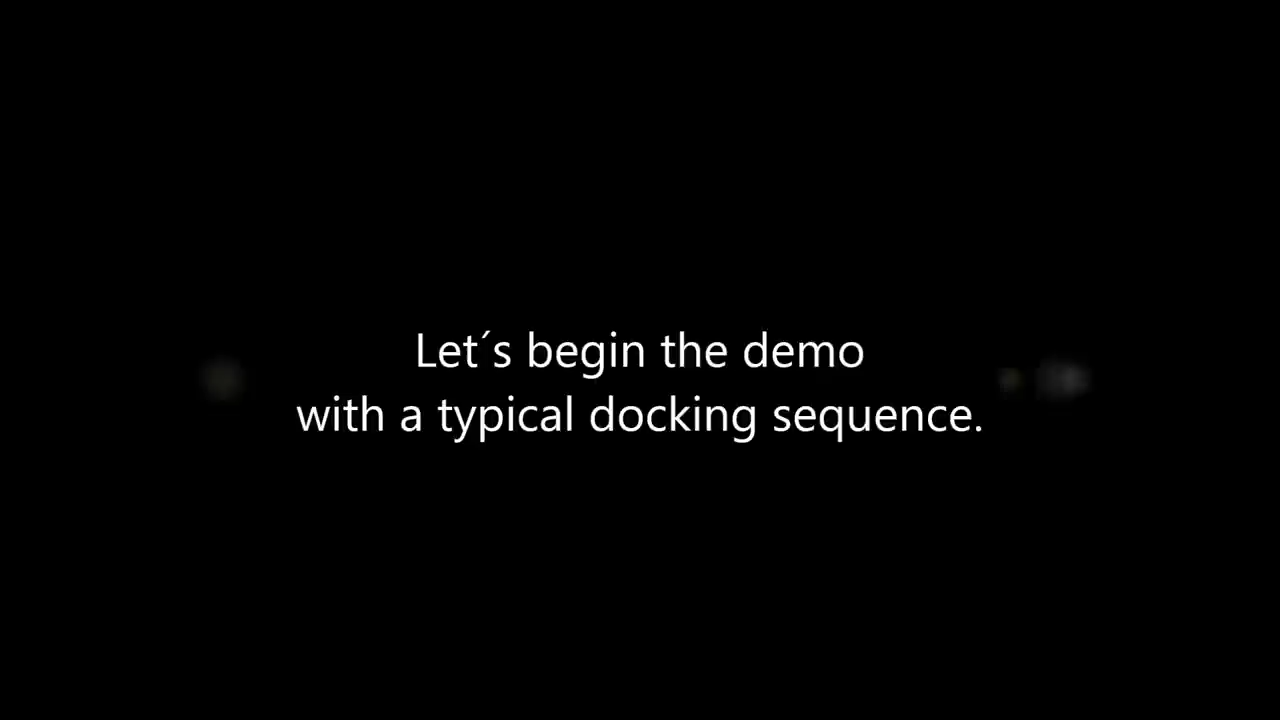 Let´s begin the demo
with a typical docking sequence.